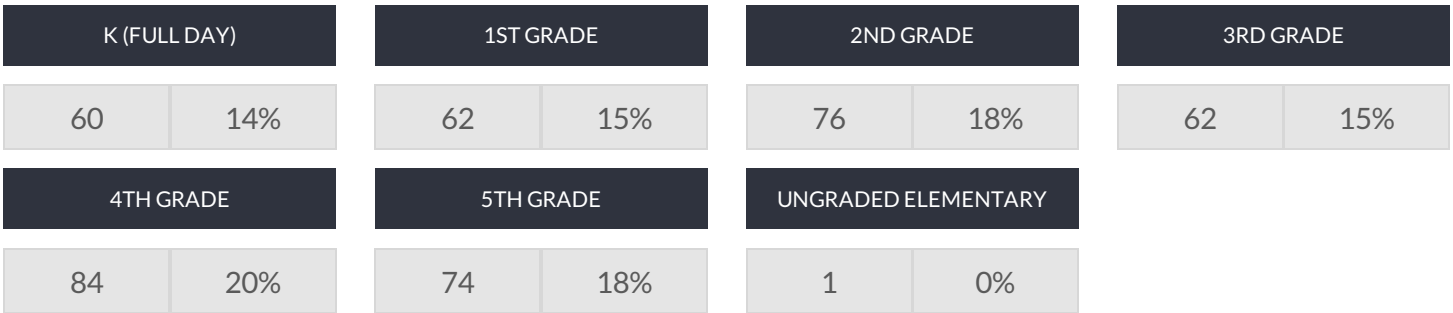 K (FULL DAY) 1ST GRADE 2ND GRADE 3RD GRADE
60 14% 62 15% 76 18% 62 15%
4TH GRADE 5TH GRADE UNGRADED ELEMENTARY
84 20% 74 18% 1 0%